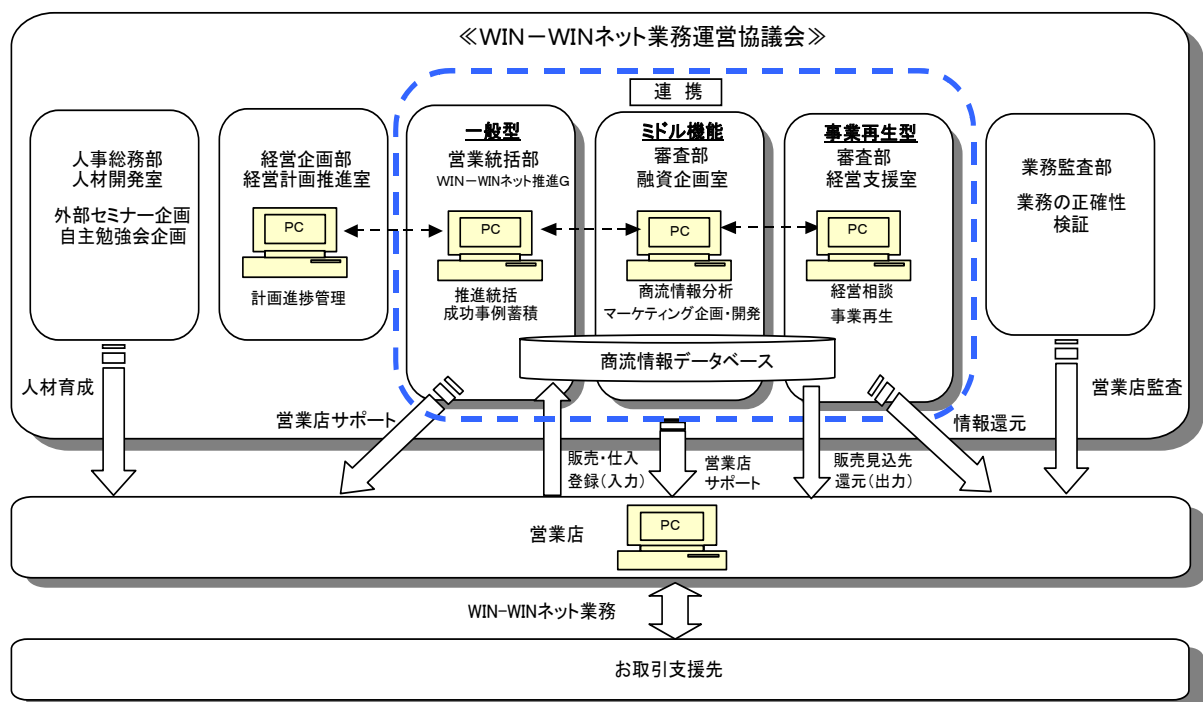 ≪WIN－WINネット業務運営協議会≫
連 携
人事総務部
人材開発室
外部セミナー企画
自主勉強会企画
経営企画部
経営計画推進室
PC
計画進捗管理
一般型
営業統括部
WIN－WINネット推進G
PC
推進統括
成功事例蓄積
ミドル機能
審査部
融資企画室
PC
商流情報分析
マーケティング企画・開発
事業再生型
審査部
経営支援室
PC
経営相談
事業再生
業務監査部
業務の正確性
検証
商流情報データベース
人材育成
営業店サポート
販売・仕入
登録（入力）
営業店
サポート
販売見込先
還元（出力）
情報還元
営業店監査
営業店
PC
WIN-WINネット業務
お取引支援先